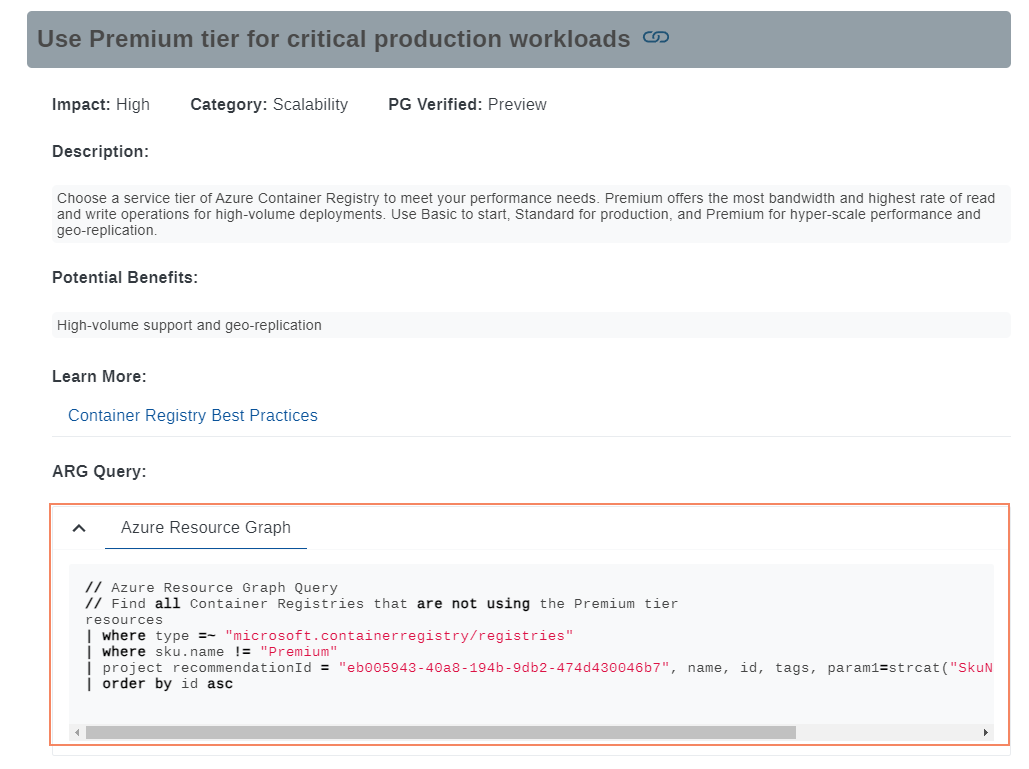 Use Premium tier for critical production workloads
Impact: High Category: Scalability PG Verified: Preview
Description:
Choose a service tier of Azure Container Registry to meet your performance needs. Premium offers the most bandwidth and highest rate of read
and write operations for high-volume deployments. Use Basic to start, Standard for production, and Premium for hyper-scale performance and
geo-replication.
Potential Benefits:
High-volume support and geo-replication
Learn More:
Container Registry Best Practices
ARG Query:
Azure Resource Graph
// Azure Resource Graph Query
// Find all Container Registries that are not using the Premium tier
resources
| where type =~ "microsoft.containerregistry/registries"
| where sku.name != "Premium"
| project recommendationId = "eb005943-40a8-194b-9db2-474d430046b7", name, id, tags, param1=strcat("SkuN
| order by id asc